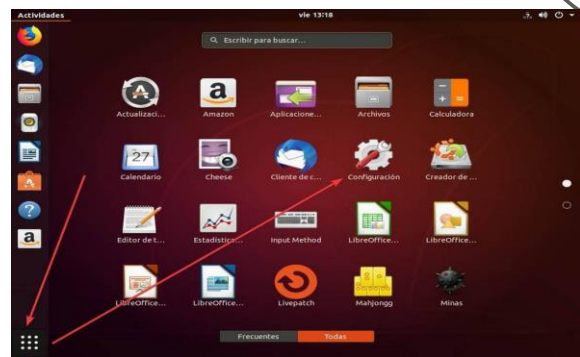 Actividades
vie 13:18
Escribir para buscar...
Actualizaci...
Amazon
Aplicacione...
Archivos
Calculadora
27
Calendario
Cheese
Cliente de c...
Configuración
Creador de ...
Editor de t...
Estadística...
Input Method
LibreOffice...
LibreOffice...
LibreOffice...
LibreOffice...
Livepatch
Mahjongg
Minas
Frecuentes
Todas